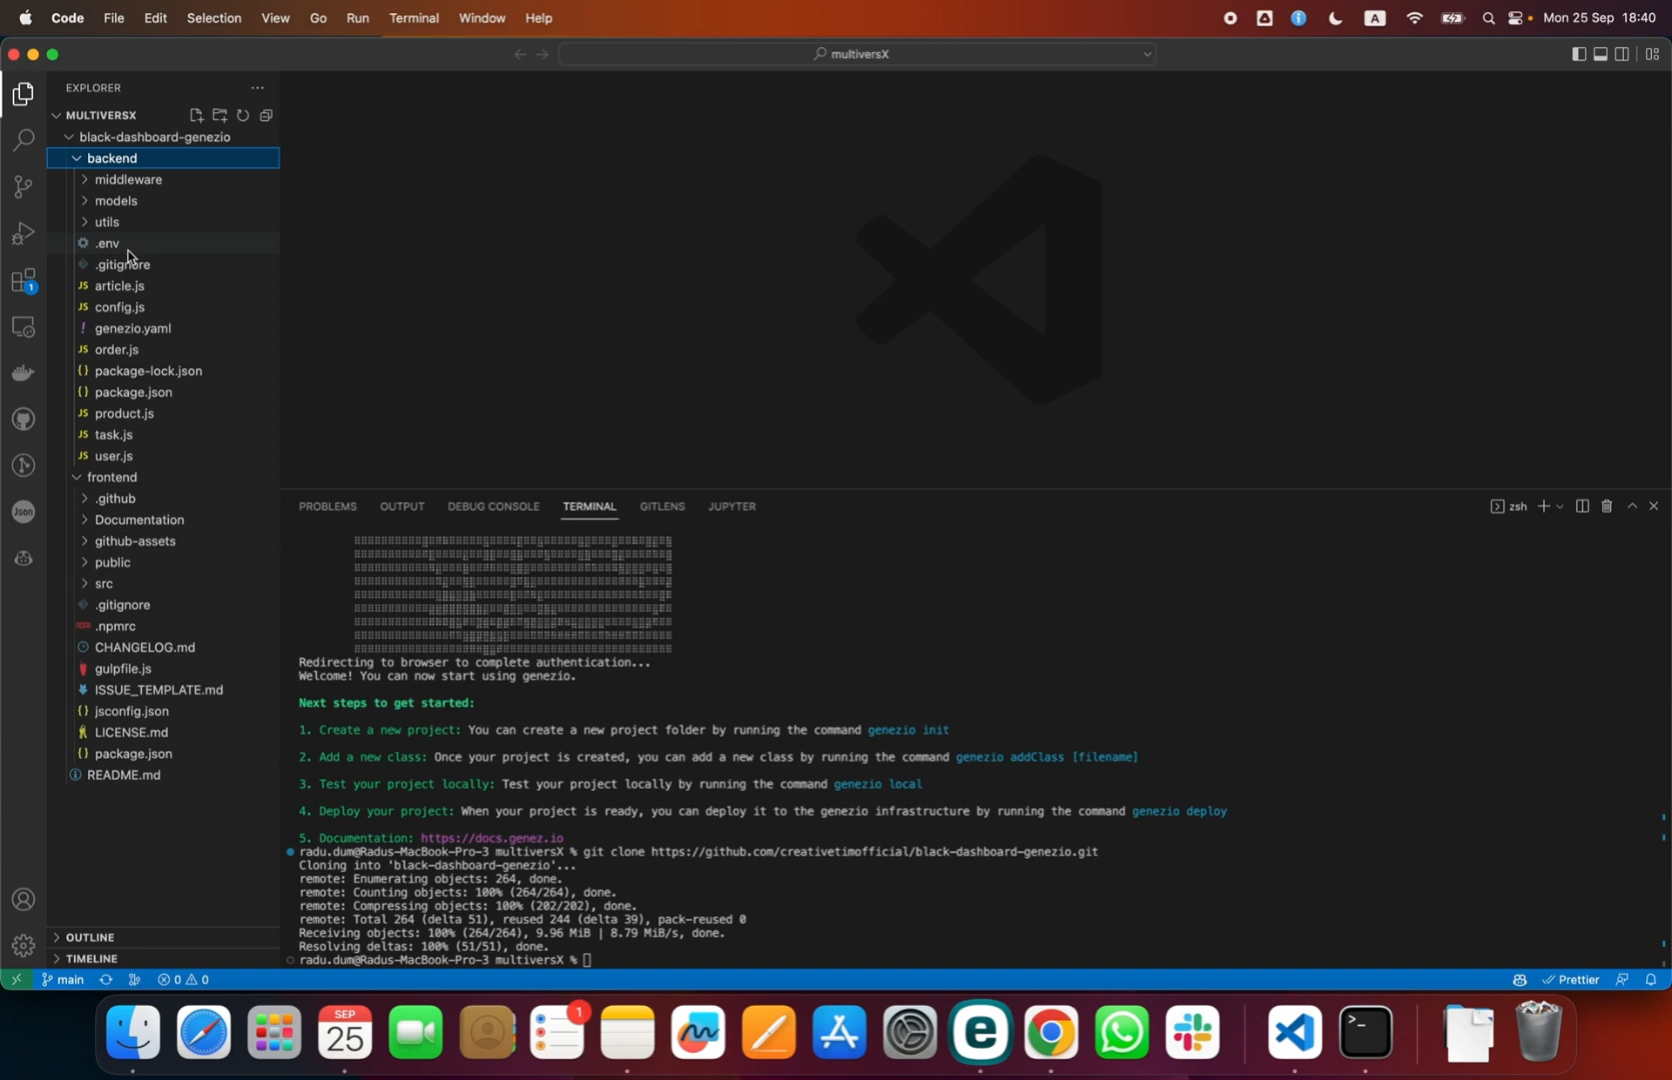 Code File Edit Selection View Go Run Terminal Window Help
A
Mon 25 Sep 18:40
multiversX
EXPLORER
MULTIVERSX
black-dashboard-genezio
backend
middleware
models
utils
.env
.gitignore
JS article.js
1
JS config.js
! genezio.yaml
JS order.js
{} package-lock.json
{} package.json
JS product.js
JS task.js
JS user.js
frontend
.github
Json
Documentation
github-assets
public
src
.gitignore
.npmrc
CHANGELOG.md
gulpfile.js
ISSUE_TEMPLATE.md
{} jsconfig.json
LICENSE.md
{} package.json
README.md
OUTLINE
TIMELINE
PROBLEMS OUTPUT DEBUG CONSOLE TERMINAL GITLENS JUPYTER
zsh
Redirecting to browser to complete authentication...
Welcome! You can now start using genezio.
Next steps to get started:
1. Create a new project: You can create a new project folder by running the command genezio init
2. Add a new class: Once your project is created, you can add a new class by running the command genezio addClass [filename]
3. Test your project locally: Test your project locally by running the command genezio local
4. Deploy your project: When your project is ready, you can deploy it to the genezio infrastructure by running the command genezio deploy
5. Documentation: https://docs.genez.io
radu.dum@Radus-MacBook-Pro-3 multiversX % git clone https://github.com/creativetimofficial/black-dashboard-genezio.git
Cloning into 'black-dashboard-genezio'...
remote: Enumerating objects: 264, done.
remote: Counting objects: 100% (264/264), done.
remote: Compressing objects: 100% (202/202), done.
remote: Total 264 (delta 51), reused 244 (delta 39), pack-reused 0
Receiving objects: 100% (264/264), 9.96 MiB | 8.79 MiB/s, done.
Resolving deltas: 100% (51/51), done.
radu.dum@Radus-MacBook-Pro-3 multiversX %
main 0 0 Prettier
SEP
25
1
e
>_